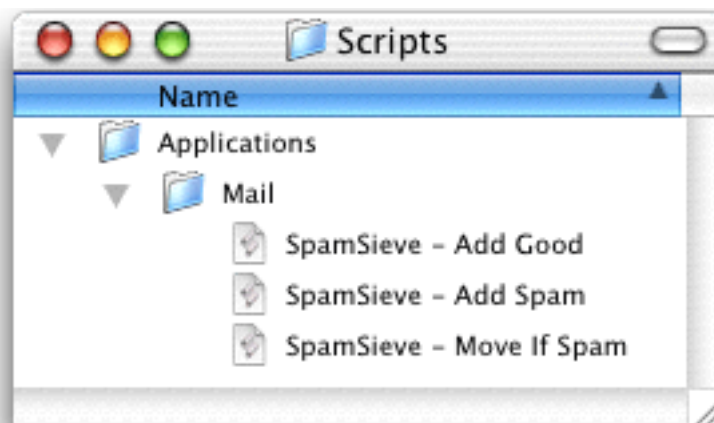 Scripts
Name
Applications
Mail
SpamSieve – Add Good
SpamSieve – Add Spam
SpamSieve – Move If Spam